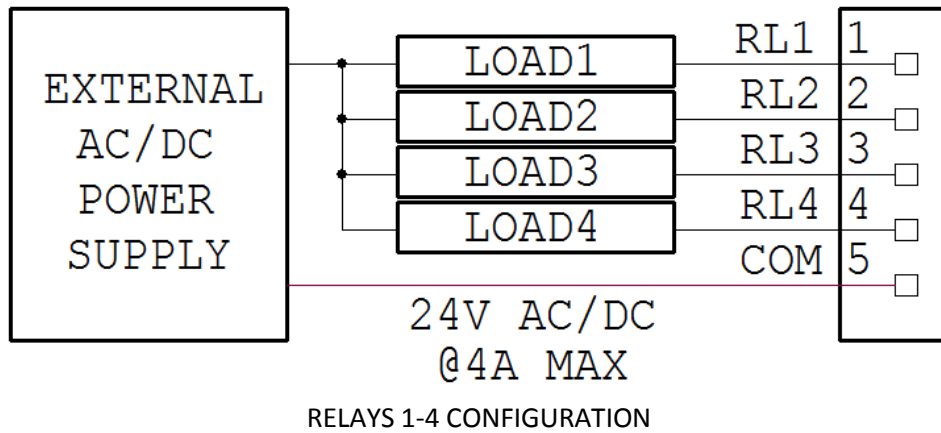 EXTERNAL
AC/DC
POWER
SUPPLY
LOAD1
LOAD2
LOAD3
LOAD4
RL1 1
RL2 2
RL3 3
RL4 4
COM 5
24V AC/DC
@4A MAX
RELAYS 1-4 CONFIGURATION